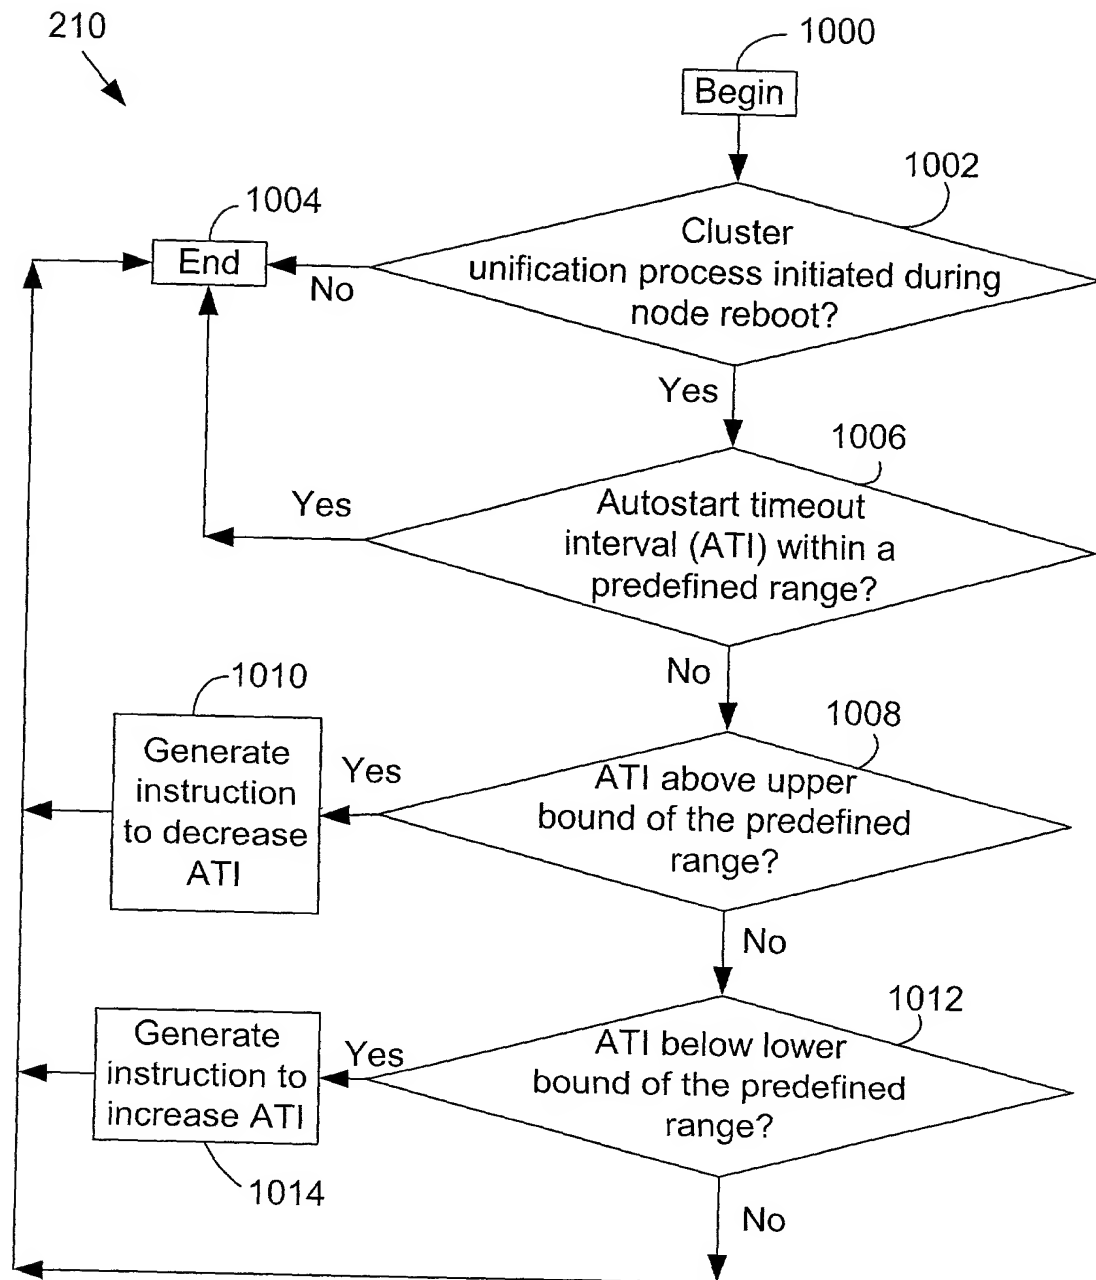 210
1000
Begin
1002
Cluster
unification process initiated during
node reboot?
1004
End
No
Yes
1006
Autostart timeout
interval (ATI) within a
predefined range?
Yes
No
1008
ATI above upper
bound of the predefined
range?
Yes
1010
Generate
instruction
to decrease
ATI
No
1012
ATI below lower
bound of the predefined
range?
Yes
Generate
instruction to
increase ATI
1014
No